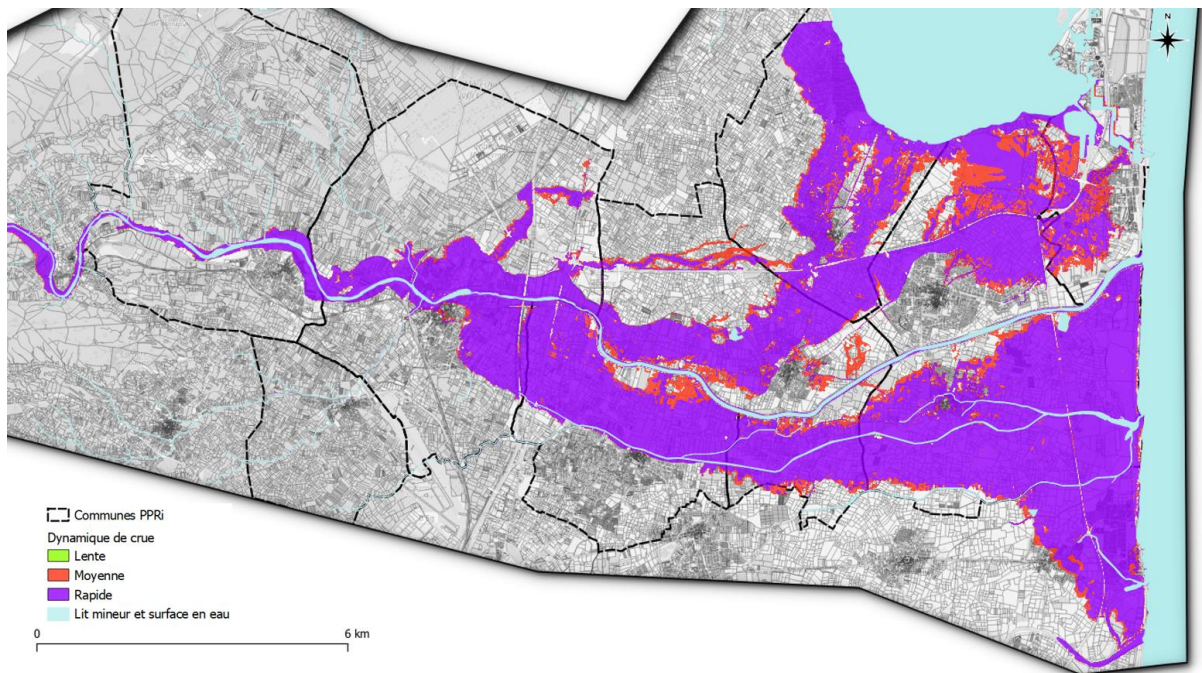 N
Communes PPRi
Dynamique de crue
Lente
Moyenne
Rapide
Lit mineur et surface en eau
0 6 km